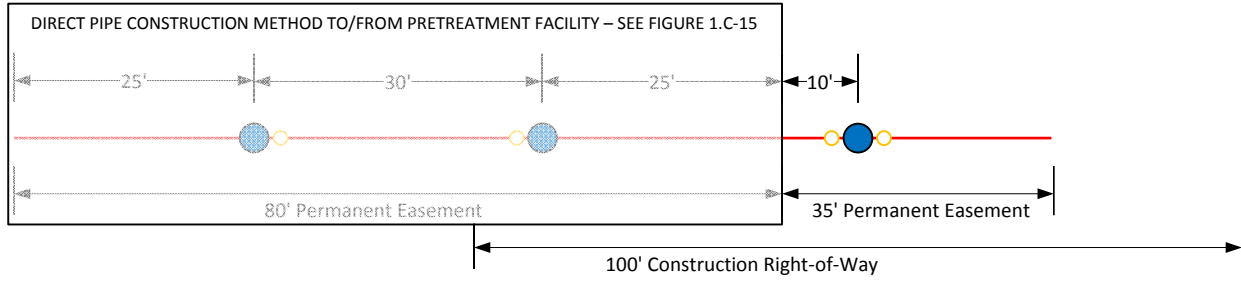 DIRECT PIPE CONSTRUCTION METHOD TO/FROM PRETREATMENT FACILITY – SEE FIGURE 1.C-15
25' 30' 25' 10'
80' Permanent Easement 35' Permanent Easement
100' Construction Right-of-Way